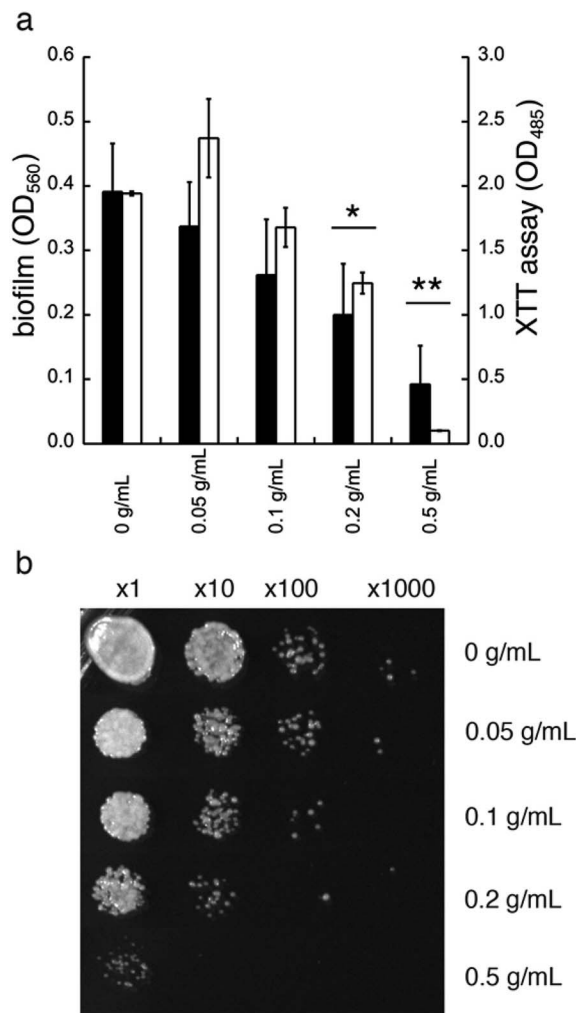 a
biofilm (OD560)
0.6
0.5
0.4
0.3
0.2
0.1
0.0
3.0
2.5
2.0
1.5
1.0
0.5
0.0
XTT assay (OD485)
*
**
0 g/mL
0.05 g/mL
0.1 g/mL
0.2 g/mL
0.5 g/mL
b
x1 x10 x100 x1000
0 g/mL
0.05 g/mL
0.1 g/mL
0.2 g/mL
0.5 g/mL